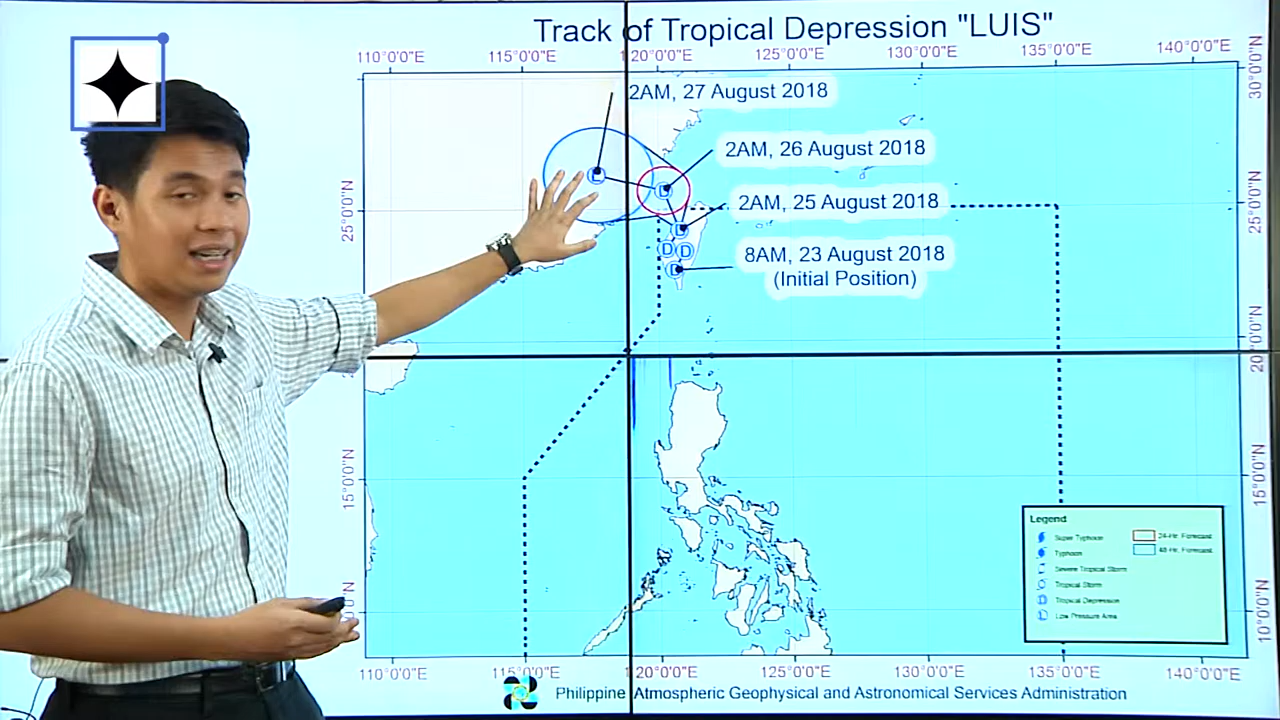 Track of Tropical Depression "LUIS"
110°0'0"E 115°0'0"E 120°0'0"E 125°0'0"E 130°0'0"E 135°0'0"E 140°0'0"E
30°0'0"N
2AM, 27 August 2018
2AM, 26 August 2018
25°0'0"N
2AM, 25 August 2018
25°0'0"N
8AM, 23 August 2018
(Initial Position)
20°0'0"N
15°0'0"N
15°0'0"N
Legend
Super Typhoon
Typhoon
Severe Tropical Storm
Tropical Storm
Tropical Depression
Low Pressure Area
24-Hr. Forecast
48-Hr. Forecast
10°0'0"N
110°0'0"E 115°0'0"E 120°0'0"E 125°0'0"E 130°0'0"E 135°0'0"E 140°0'0"E
Philippine Atmospheric Geophysical and Astronomical Services Administration